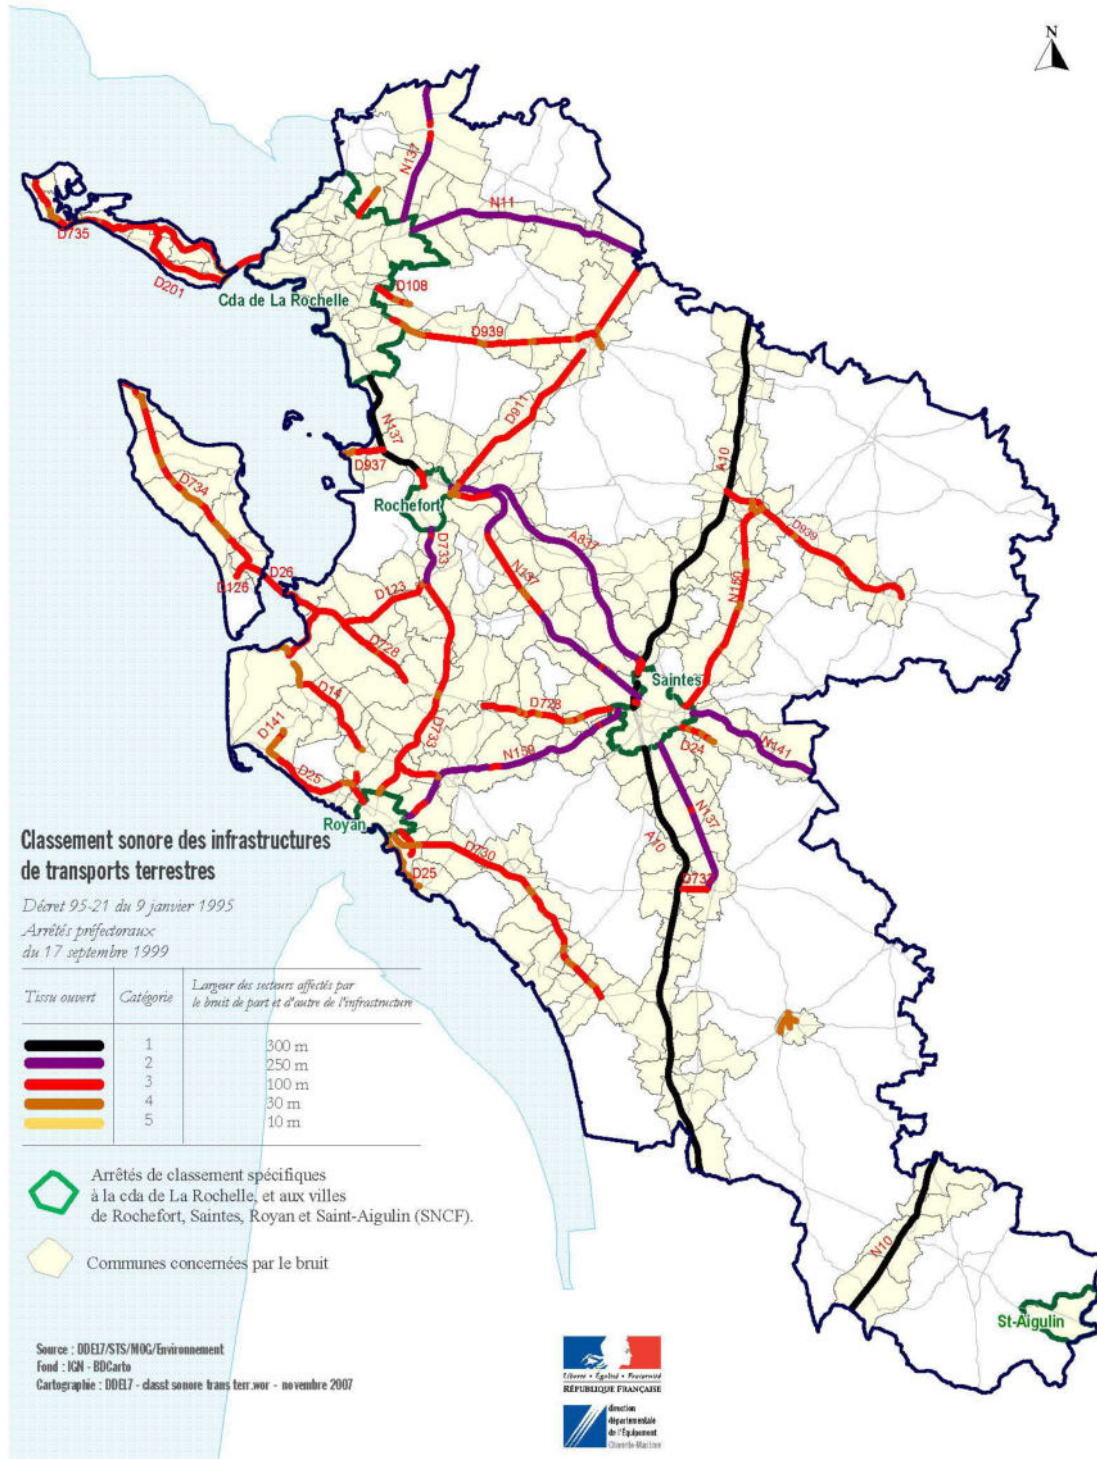 N
N137
N11
D735
D201
Cda de La Rochelle
D108
D939
D911
N137
D937
A10
Rochefort
D734
D733
A837
N137
N150
D939
D126
D26
D123
D728
Saintes
D14
D728
D141
D733
N150
D24
N141
D25
N137
Royan
A10
D730
D25
D732
Classement sonore des infrastructures
de transports terrestres
Décret 95-21 du 9 janvier 1995
Arrêtés préfectoraux
du 17 septembre 1999
Tissu ouvert
Catégorie
Largeur des secteurs affectés par
le bruit de part et d'autre de l'infrastructure
1 300 m
2 250 m
3 100 m
4 30 m
5 10 m
Arrêtés de classement spécifiques
à la cda de La Rochelle, et aux villes
de Rochefort, Saintes, Royan et Saint-Aigulin (SNCF).
Communes concernées par le bruit
N10
St-Aigulin
Source : DDE17/STS/MOG/Environnement
Fond : IGN - BDCarto
Cartographie : DDE17 - classt sonore trans terr.wor - novembre 2007
Liberté • Égalité • Fraternité
RÉPUBLIQUE FRANÇAISE
direction
départementale
de l'Équipement
Charente-Maritime